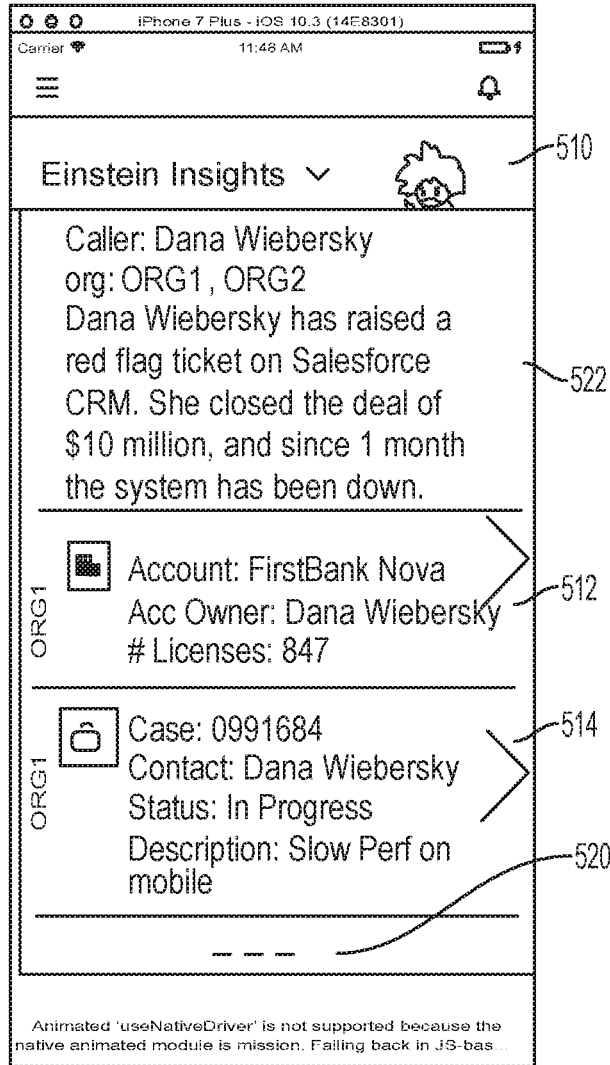 iPhone 7 Plus - iOS 10.3 (14E8301)
Carrier 11:48 AM
Einstein Insights
510
Caller: Dana Wiebersky
org: ORG1, ORG2
Dana Wiebersky has raised a
red flag ticket on Salesforce
CRM. She closed the deal of
$10 million, and since 1 month
the system has been down.
522
ORG1
Account: FirstBank Nova
Acc Owner: Dana Wiebersky
# Licenses: 847
512
ORG1
Case: 0991684
Contact: Dana Wiebersky
Status: In Progress
Description: Slow Perf on
mobile
514
520
Animated 'useNativeDriver' is not supported because the
native animated module is mission. Failing back in JS-bas...